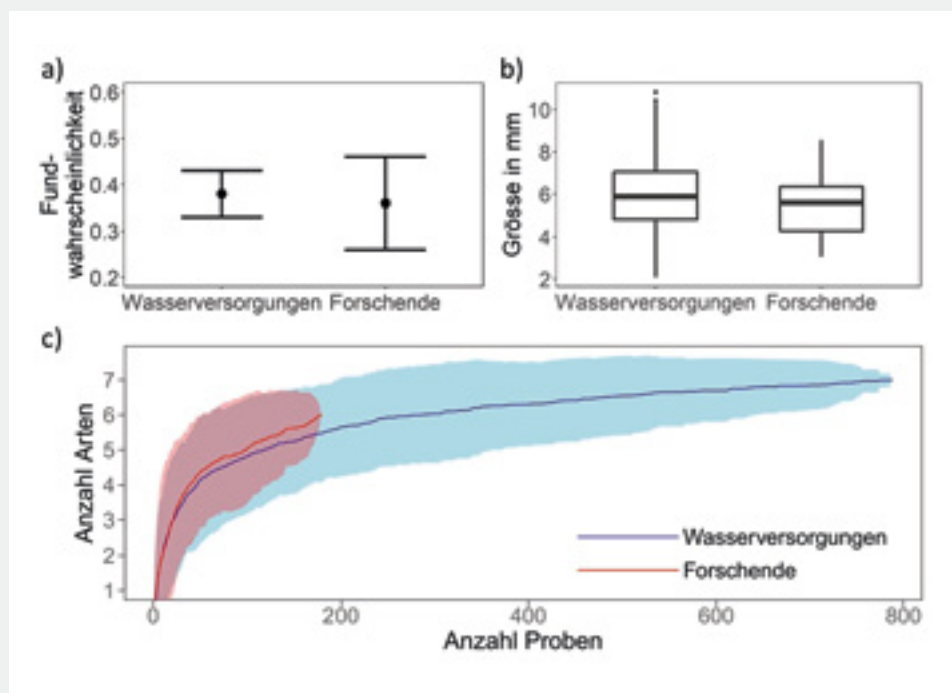 a)
Fund-
wahrscheinlichkeit
0.6
0.5
0.4
0.3
0.2
Wasserversorgungen Forschende
b)
Grösse in mm
10
8
6
4
2
Wasserversorgungen Forschende
c)
Anzahl Arten
7
6
5
4
3
2
1
Wasserversorgungen
Forschende
0 200 400 600 800
Anzahl Proben